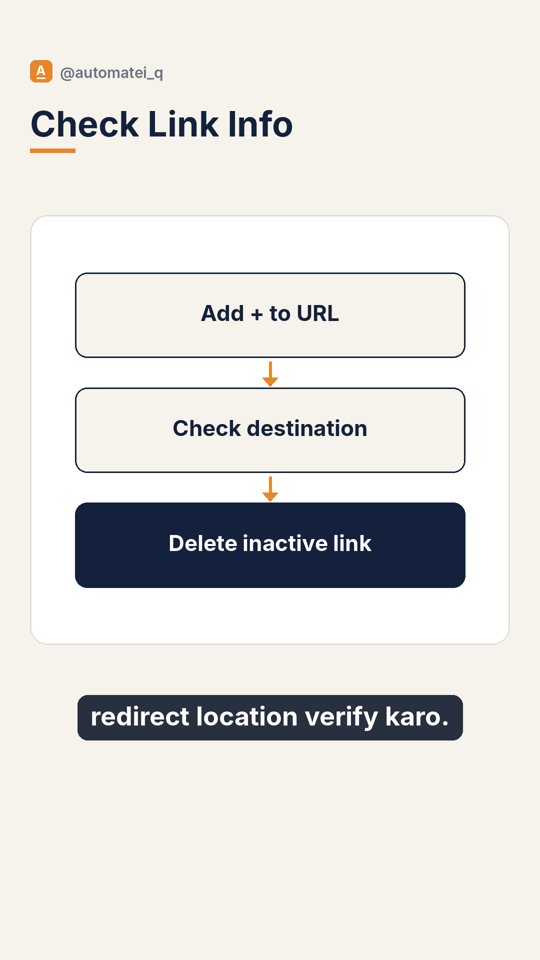 A
@automatei_q
Check Link Info
Add + to URL
Check destination
Delete inactive link
redirect location verify karo.